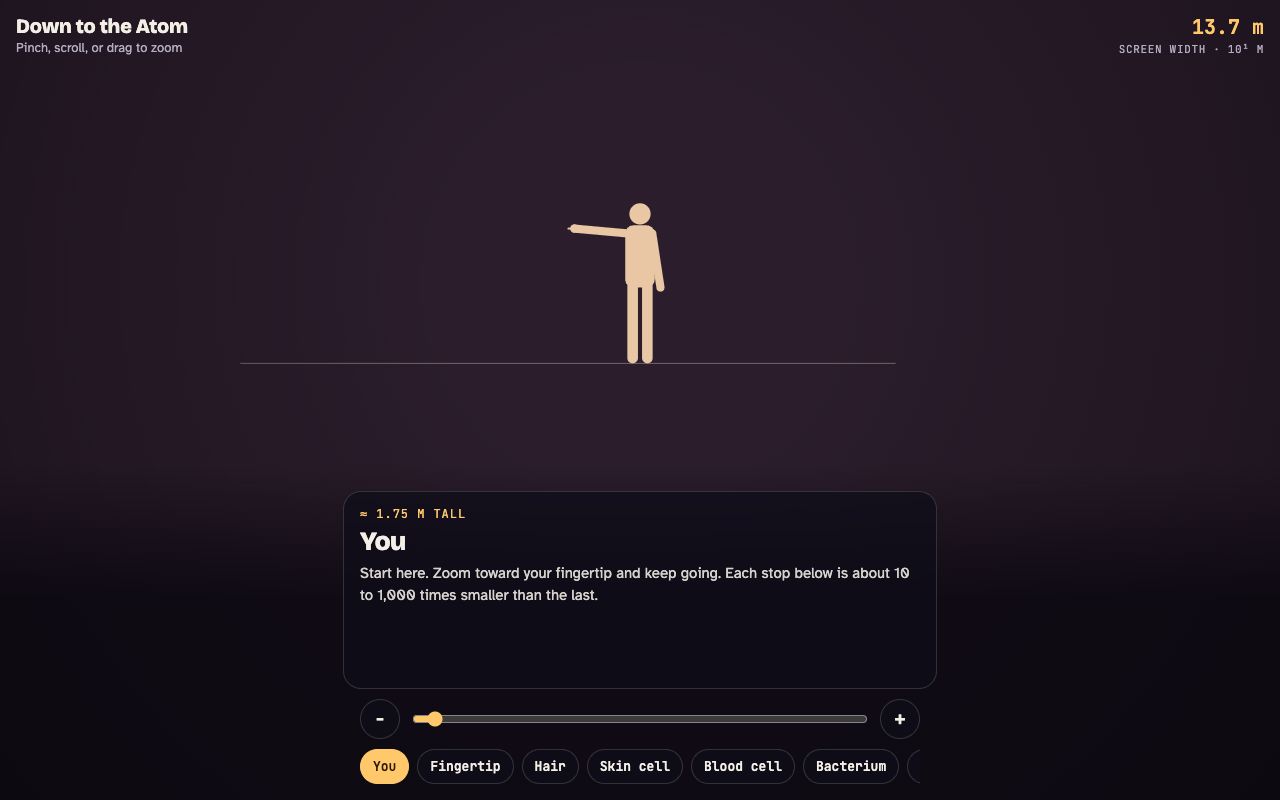 Down to the Atom
Pinch, scroll, or drag to zoom
13.7 m
SCREEN WIDTH · 10¹ M
≈ 1.75 M TALL
You
Start here. Zoom toward your fingertip and keep going. Each stop below is about 10
to 1,000 times smaller than the last.
-
+
You Fingertip Hair Skin cell Blood cell Bacterium